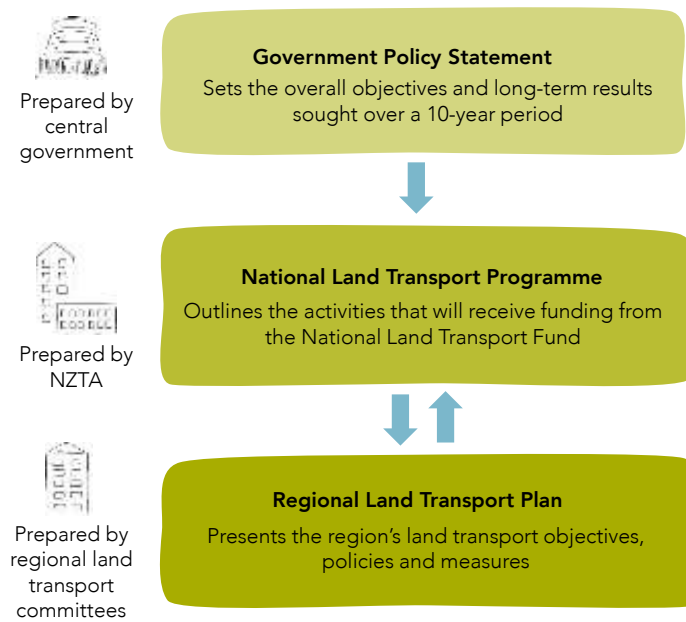 Prepared by
central
government
Government Policy Statement
Sets the overall objectives and long-term results
sought over a 10-year period
Prepared by
NZTA
National Land Transport Programme
Outlines the activities that will receive funding from
the National Land Transport Fund
Prepared by
regional land
transport
committees
Regional Land Transport Plan
Presents the region's land transport objectives,
policies and measures